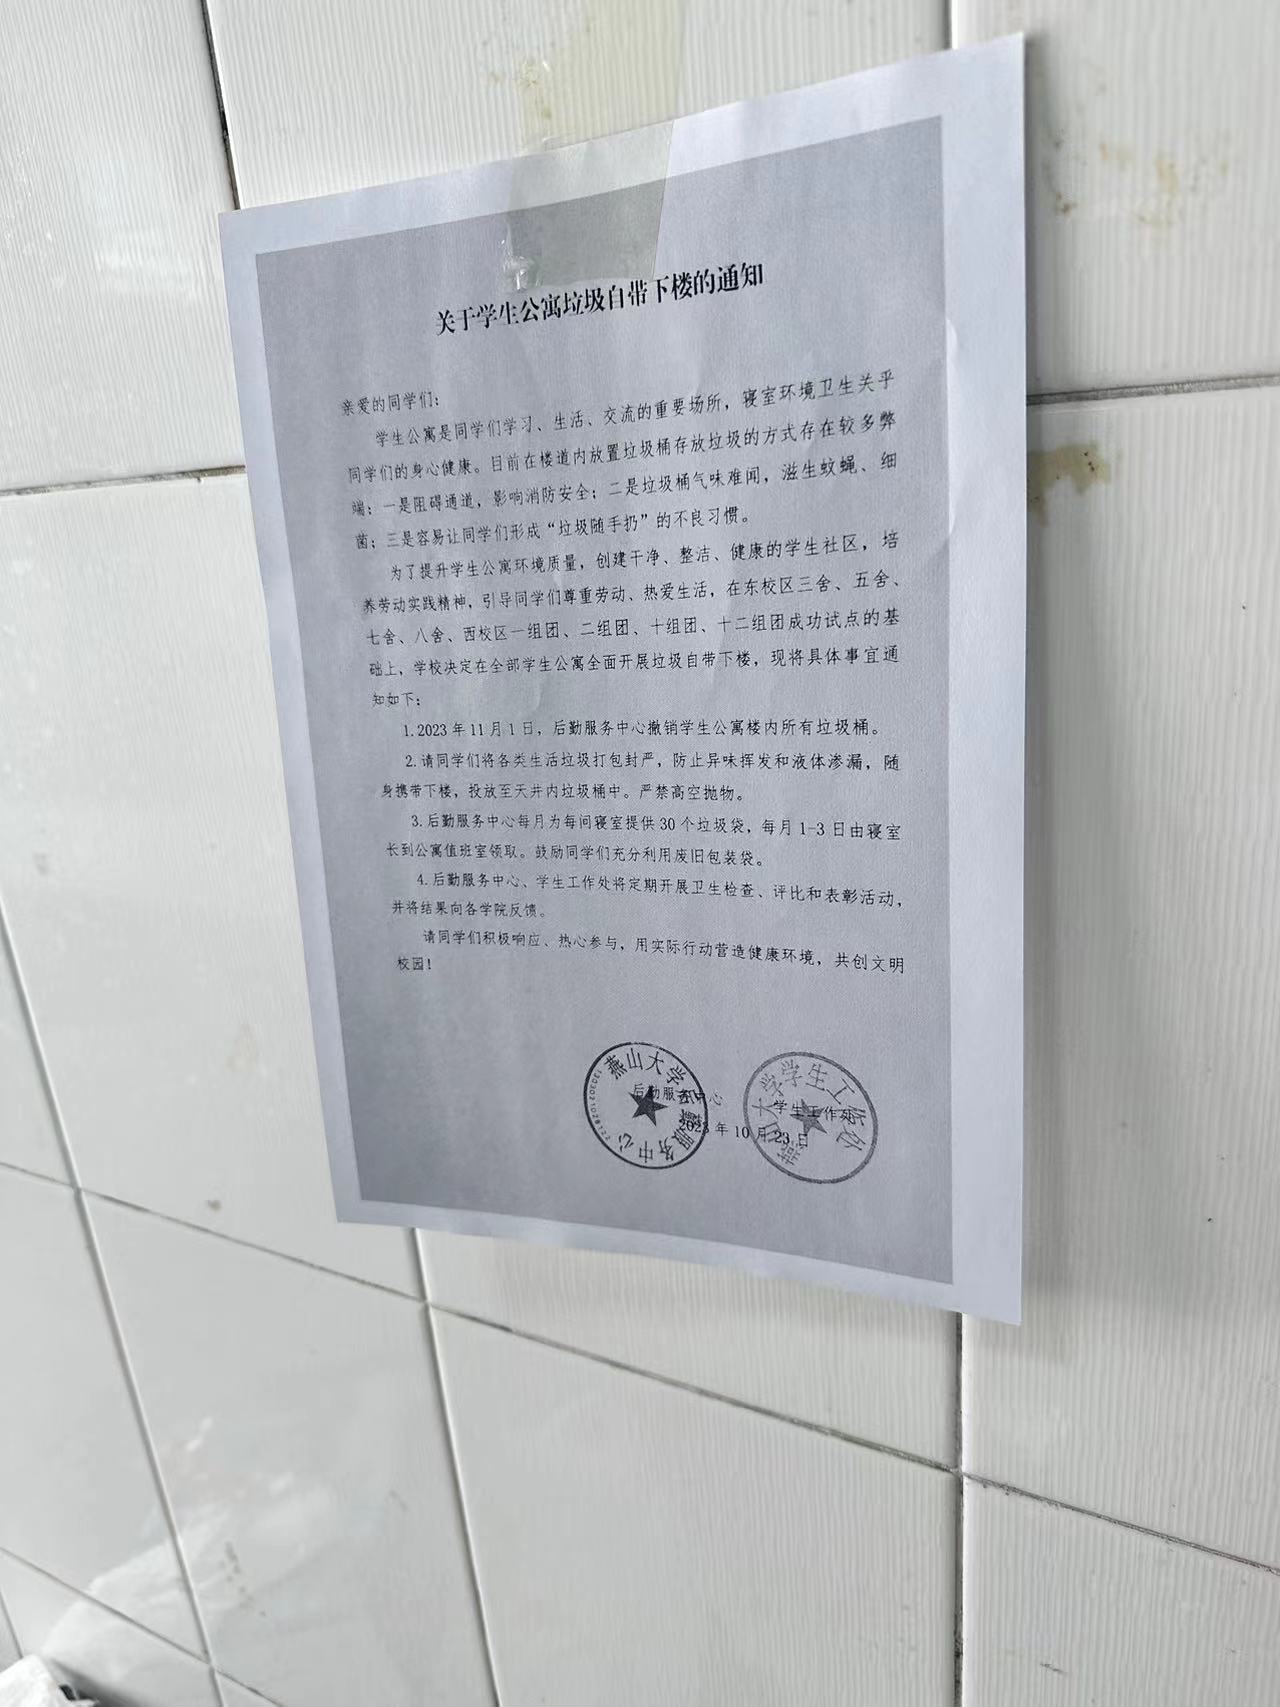 关于学生公寓垃圾自带下楼的通知
亲爱的同学们：
学生公寓是同学们学习、生活、交流的重要场所，寝室环境卫生关乎
同学们的身心健康。目前在楼道内放置垃圾桶存放垃圾的方式存在较多弊
端：一是阻碍通道，影响消防安全；二是垃圾桶气味难闻，滋生蚊蝇、细
菌；三是容易让同学们形成“垃圾随手扔”的不良习惯。
为了提升学生公寓环境质量，创建干净、整洁、健康的学生社区，培
养劳动实践精神，引导同学们尊重劳动、热爱生活，在东校区三舍、五舍、
七舍、八舍、西校区一组团、二组团、十组团、十二组团成功试点的基
础上，学校决定在全部学生公寓全面开展垃圾自带下楼，现将具体事宜通
知如下：
1.2023年11月1日，后勤服务中心撤销学生公寓楼内所有垃圾桶。
2.请同学们将各类生活垃圾打包封严，防止异味挥发和液体渗漏，随
身携带下楼，投放至天井内垃圾桶中。严禁高空抛物。
3.后勤服务中心每月为每间寝室提供30个垃圾袋，每月1-3日由寝室
长到公寓值班室领取。鼓励同学们充分利用废旧包装袋。
4.后勤服务中心、学生工作处将定期开展卫生检查、评比和表彰活动，
并将结果向各学院反馈。
请同学们积极响应、热心参与，用实际行动营造健康环境，共创文明
校园！
后勤服务中心 学生工作处
2023年10月23日
燕山大学后勤服务中心
燕山大学学生工作处